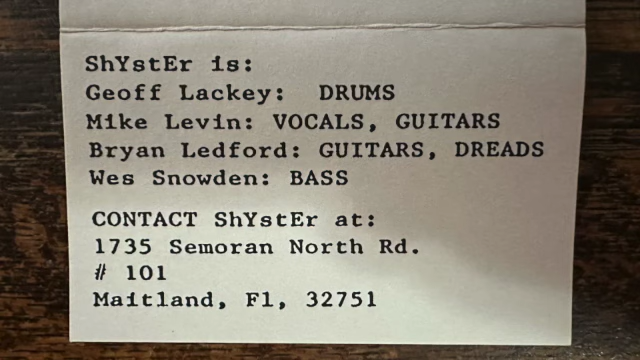 ShYstEr is:
Geoff Lackey: DRUMS
Mike Levin: VOCALS, GUITARS
Bryan Ledford: GUITARS, DREADS
Wes Snowden: BASS
CONTACT ShYstEr at:
1735 Semoran North Rd.
# 101
Maitland, Fl, 32751